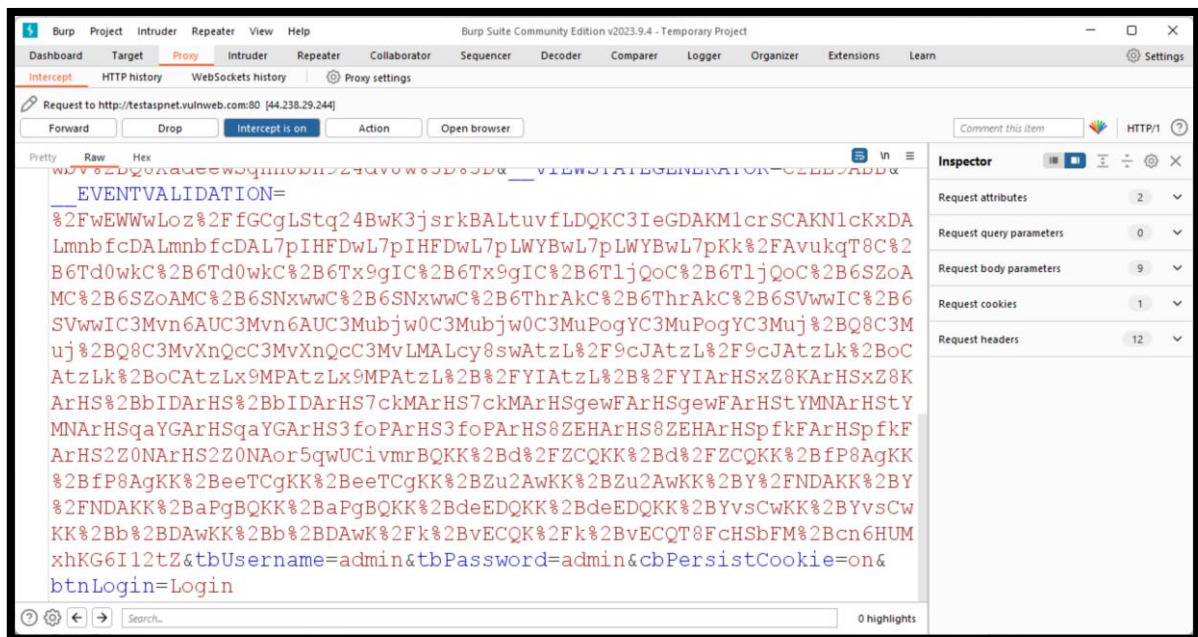 Burp Project Intruder Repeater View Help Burp Suite Community Edition v2023.9.4 - Temporary Project
Dashboard Target Proxy Intruder Repeater Collaborator Sequencer Decoder Comparer Logger Organizer Extensions Learn Settings
Intercept HTTP history WebSockets history Proxy settings
Request to http://testaspnet.vulnweb.com:80 [44.238.29.244]
Forward Drop Intercept is on Action Open browser Comment this item HTTP/1
Pretty Raw Hex \n Inspector
__EVENTVALIDATION=
%2FwEWWwLoz%2FfGCgLStq24BwK3jsrkBALtuvfLDQKC3IeGDAKM1crSCAKN1cKxDA
LmnbfcDALmnbfcDAL7pIHFDwL7pIHFDwL7pLWYBwL7pLWYBwL7pKk%2FAvukqT8C%2
B6Td0wkC%2B6Td0wkC%2B6Tx9gIC%2B6Tx9gIC%2B6TljQoC%2B6TljQoC%2B6SZoA
MC%2B6SZoAMC%2B6SNxwwC%2B6SNxwwC%2B6ThrAkC%2B6ThrAkC%2B6SVwwIC%2B6
SVwwIC3Mvn6AUC3Mvn6AUC3Mubjw0C3Mubjw0C3MuPogYC3MuPogYC3Muj%2BQ8C3M
uj%2BQ8C3MvXnQcC3MvXnQcC3MvLMALcy8swAtzL%2F9cJAtzL%2F9cJAtzLk%2BoC
AtzLk%2BoCAtzLx9MPAtzLx9MPAtzL%2B%2FYIAtzL%2B%2FYIArHSxZ8KArHSxZ8K
ArHS%2BbIDArHS%2BbIDArHS7ckMArHS7ckMArHSgewFArHSgewFArHStYMNArHStY
MNArHSqaYGArHSqaYGArHS3foPArHS3foPArHS8ZEHArHS8ZEHArHSpfkFArHSpfkF
ArHS2Z0NArHS2Z0NAor5qwUCivmrBQKK%2Bd%2FZCQKK%2Bd%2FZCQKK%2BfP8AgKK
%2BfP8AgKK%2BeeTCgKK%2BeeTCgKK%2BZu2AwKK%2BZu2AwKK%2BY%2FNDAKK%2BY
%2FNDAKK%2BaPgBQKK%2BaPgBQKK%2BdeEDQKK%2BdeEDQKK%2BYvsCwKK%2BYvsCw
KK%2Bb%2BDAwKK%2Bb%2BDAwK%2Fk%2BvECQK%2Fk%2BvECQT8FcHSbFM%2Bcn6HUM
xhKG6I12tZ&tbUsername=admin&tbPassword=admin&cbPersistCookie=on&
btnLogin=Login
Request attributes 2
Request query parameters 0
Request body parameters 9
Request cookies 1
Request headers 12
Search... 0 highlights